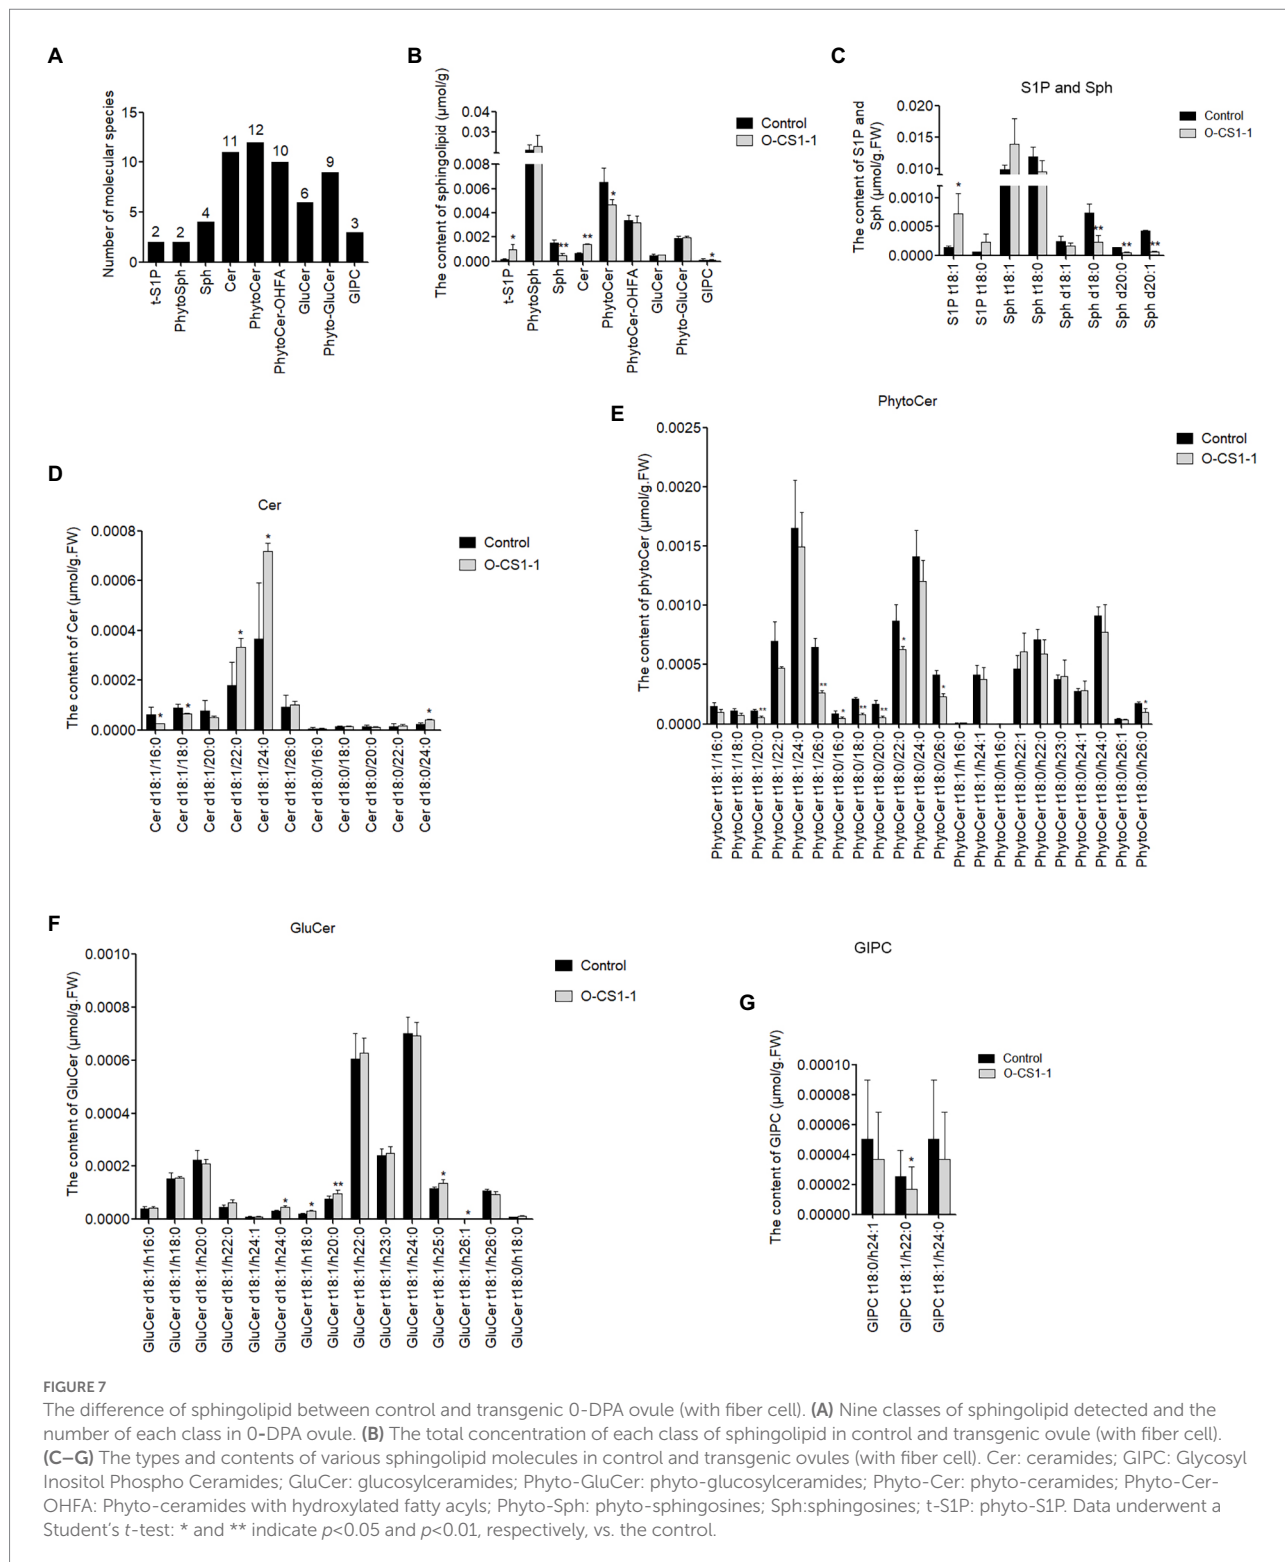 A
Number of molecular species
15
10
5
0
2
2
4
11
12
10
6
9
3
t-S1P
PhytoSph
Sph
Cer
PhytoCer
PhytoCer-OHFA
GluCer
Phyto-GluCer
GIPC
B
The content of sphingolipid (μmol/g)
0.04
0.03
0.008
0.006
0.004
0.002
0.000
*
**
**
*
*
Control
O-CS1-1
t-S1P
PhytoSph
Sph
Cer
PhytoCer
PhytoCer-OHFA
GluCer
Phyto-GluCer
GIPC
C
S1P and Sph
The content of S1P and
Sph (μmol/g.FW)
0.020
0.015
0.010
0.0010
0.0005
0.0000
*
**
**
**
Control
O-CS1-1
S1P t18:1
S1P t18:0
Sph t18:1
Sph t18:0
Sph d18:1
Sph d18:0
Sph d20:0
Sph d20:1
D
Cer
The content of Cer (μmol/g.FW)
0.0008
0.0006
0.0004
0.0002
0.0000
*
*
*
*
*
Control
O-CS1-1
Cer d18:1/16:0
Cer d18:1/18:0
Cer d18:1/20:0
Cer d18:1/22:0
Cer d18:1/24:0
Cer d18:1/26:0
Cer d18:0/16:0
Cer d18:0/18:0
Cer d18:0/20:0
Cer d18:0/22:0
Cer d18:0/24:0
E
PhytoCer
The content of phytoCer (μmol/g.FW)
0.0025
0.0020
0.0015
0.0010
0.0005
0.0000
**
**
*
**
**
*
*
*
Control
O-CS1-1
PhytoCer t18:1/16:0
PhytoCer t18:1/18:0
PhytoCer t18:1/20:0
PhytoCer t18:1/22:0
PhytoCer t18:1/24:0
PhytoCer t18:1/26:0
PhytoCer t18:0/16:0
PhytoCer t18:0/18:0
PhytoCer t18:0/20:0
PhytoCer t18:0/22:0
PhytoCer t18:0/24:0
PhytoCer t18:0/26:0
PhytoCer t18:1/h16:0
PhytoCer t18:1/h24:1
PhytoCer t18:0/h16:0
PhytoCer t18:0/h22:1
PhytoCer t18:0/h22:0
PhytoCer t18:0/h23:0
PhytoCer t18:0/h24:1
PhytoCer t18:0/h24:0
PhytoCer t18:0/h26:1
PhytoCer t18:0/h26:0
F
GluCer
The content of GluCer (μmol/g.FW)
0.0010
0.0008
0.0006
0.0004
0.0002
0.0000
*
*
**
*
*
Control
O-CS1-1
GluCer d18:1/h16:0
GluCer d18:1/h18:0
GluCer d18:1/h20:0
GluCer d18:1/h22:0
GluCer d18:1/h24:1
GluCer d18:1/h24:0
GluCer t18:1/h18:0
GluCer t18:1/h20:0
GluCer t18:1/h22:0
GluCer t18:1/h23:0
GluCer t18:1/h24:0
GluCer t18:1/h25:0
GluCer t18:1/h26:1
GluCer t18:1/h26:0
GluCer t18:0/h18:0
GIPC
G
The content of GIPC (μmol/g.FW)
0.00010
0.00008
0.00006
0.00004
0.00002
0.00000
*
Control
O-CS1-1
GIPC t18:0/h24:1
GIPC t18:1/h22:0
GIPC t18:1/h24:0
FIGURE 7
The difference of sphingolipid between control and transgenic 0-DPA ovule (with fiber cell). (A) Nine classes of sphingolipid detected and the
number of each class in 0-DPA ovule. (B) The total concentration of each class of sphingolipid in control and transgenic ovule (with fiber cell).
(C–G) The types and contents of various sphingolipid molecules in control and transgenic ovules (with fiber cell). Cer: ceramides; GIPC: Glycosyl
Inositol Phospho Ceramides; GluCer: glucosylceramides; Phyto-GluCer: phyto-glucosylceramides; Phyto-Cer: phyto-ceramides; Phyto-Cer-
OHFA: Phyto-ceramides with hydroxylated fatty acyls; Phyto-Sph: phyto-sphingosines; Sph:sphingosines; t-S1P: phyto-S1P. Data underwent a
Student's t-test: * and ** indicate p<0.05 and p<0.01, respectively, vs. the control.